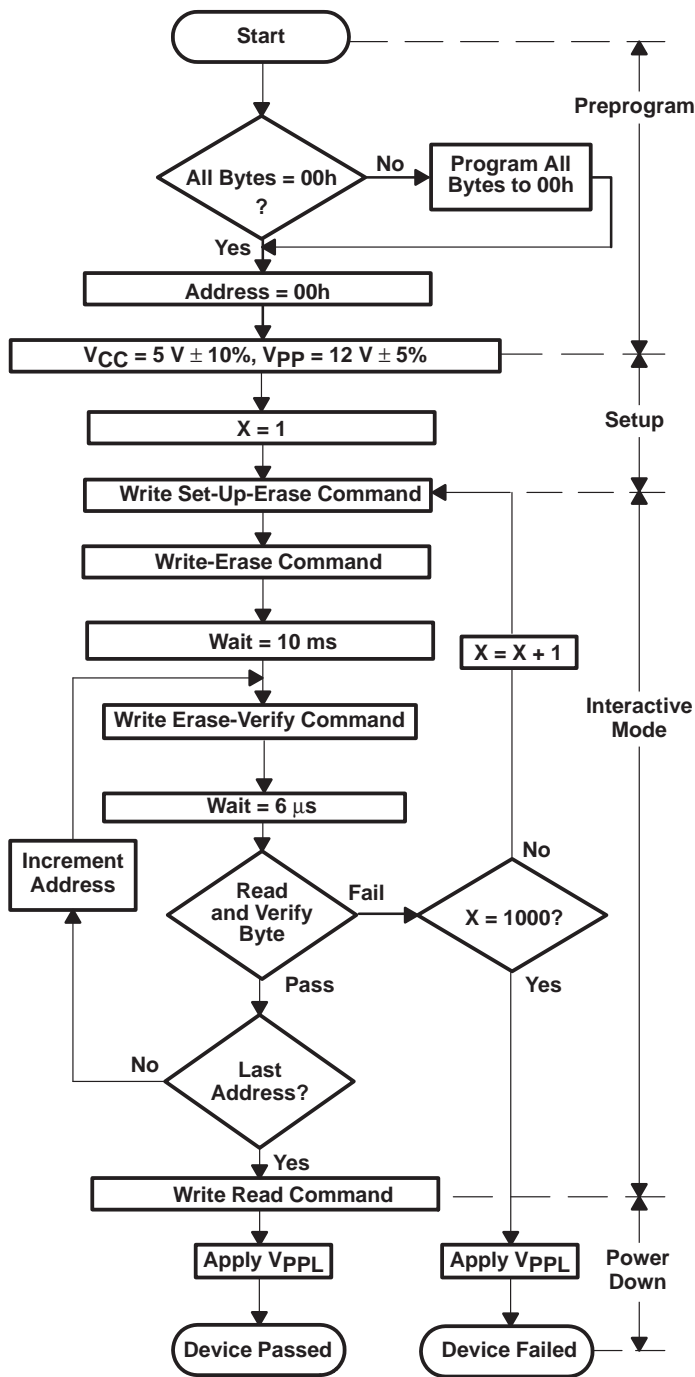 Start
Preprogram
All Bytes = 00h
?
No
Program All
Bytes to 00h
Yes
Address = 00h
VCC = 5 V ± 10%, VPP = 12 V ± 5%
Setup
X = 1
Write Set-Up-Erase Command
Write-Erase Command
Wait = 10 ms
X = X + 1
Interactive
Mode
Write Erase-Verify Command
Wait = 6 μs
Increment
Address
Read
and Verify
Byte
Fail
No
X = 1000?
Pass
Yes
No
Last
Address?
Yes
Write Read Command
Apply VPPL
Apply VPPL
Power
Down
Device Passed
Device Failed